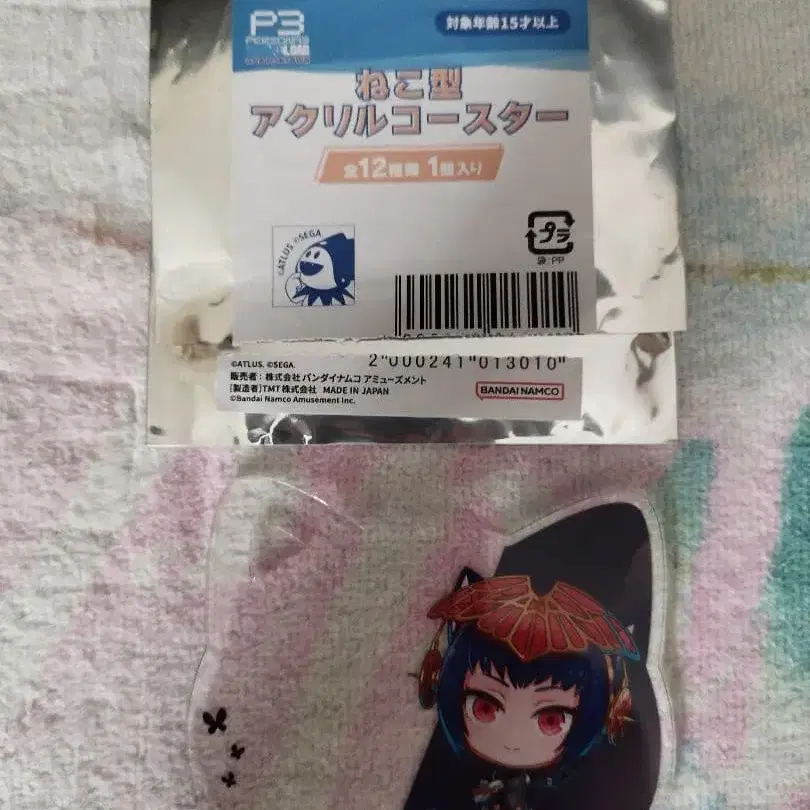 P3
対象年齢15才以上
ねこ型
アクリルコースター
全12種類 1個入り
©ATLUS ©SEGA
プラ
袋:PP
2"000241"013010"
©ATLUS. ©SEGA.
販売者：株式会社バンダイナムコ アミューズメント
[製造者]TMT株式会社 MADE IN JAPAN
©Bandai Namco Amusement Inc.
BANDAI NAMCO